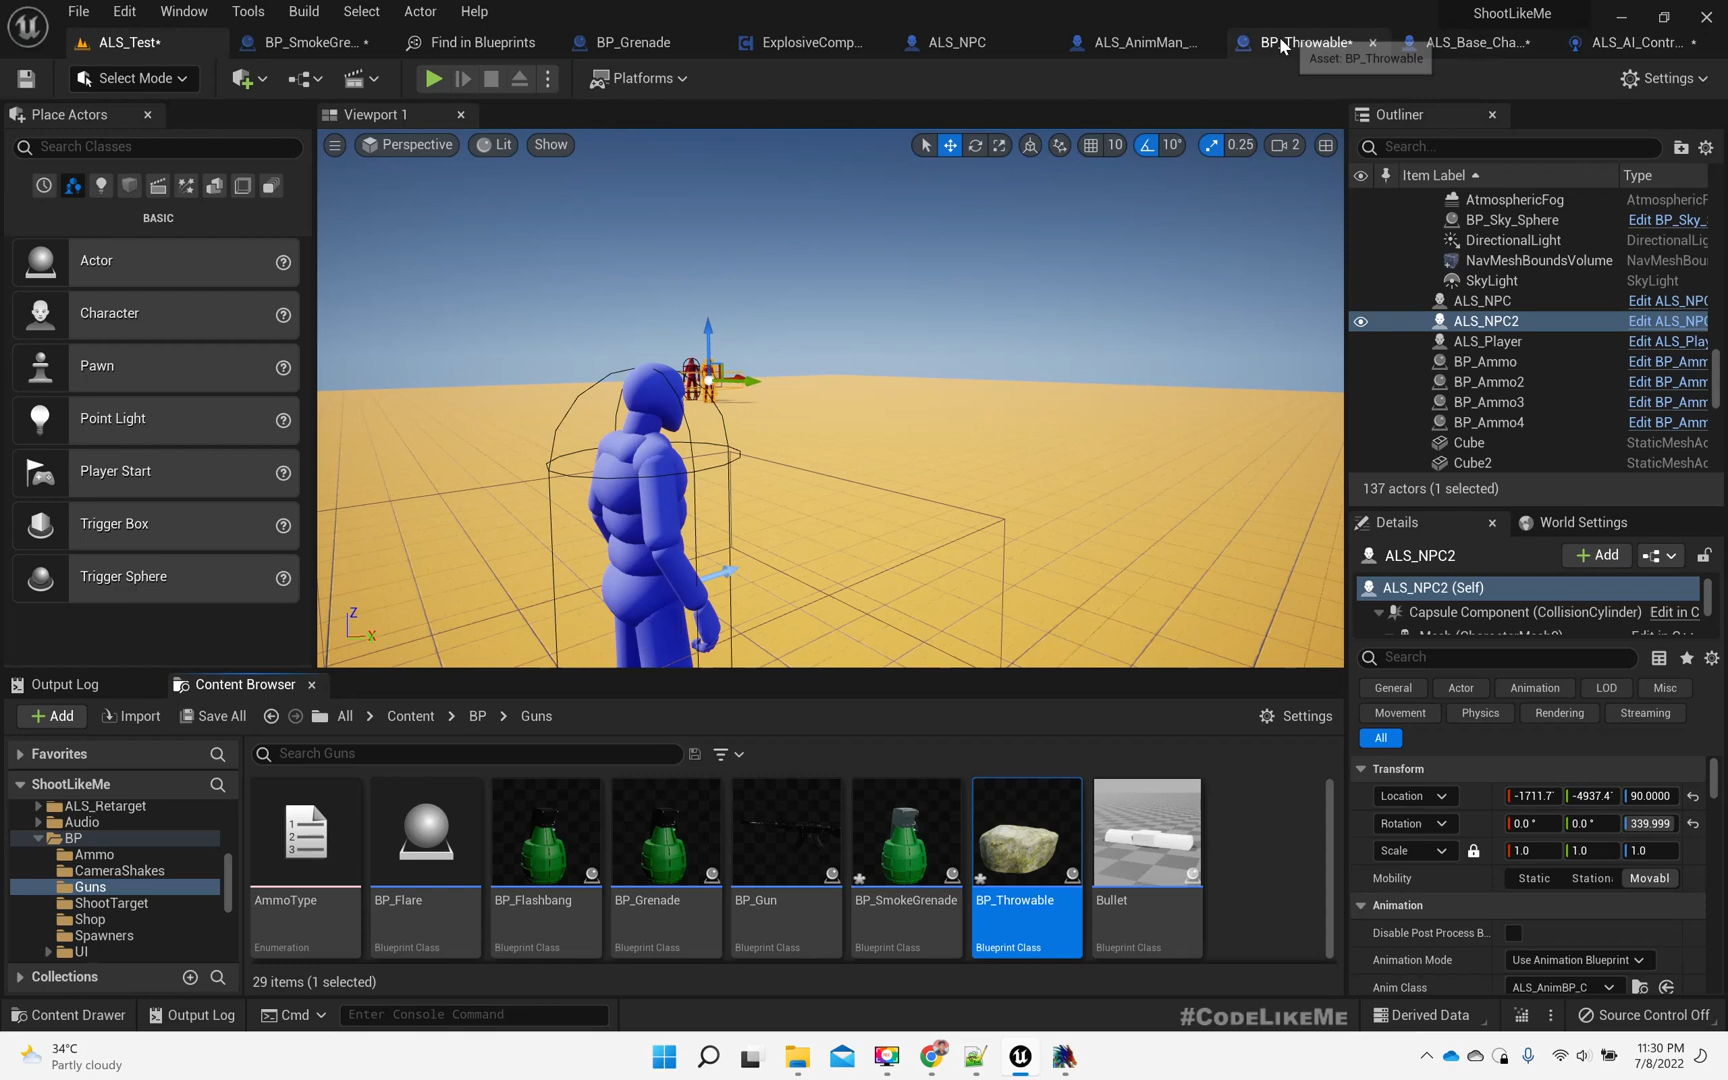 File Edit Window Tools Build Select Actor Help ShootLikeMe
ALS_Test* BP_SmokeGre... * Find in Blueprints BP_Grenade ExplosiveComp... ALS_NPC ALS_AnimMan_... BP_Throwable* ALS_Base_Cha...* ALS_AI_Contr... *
Asset: BP_Throwable
Select Mode Platforms Settings
Place Actors Viewport 1 Outliner
Search Classes Perspective Lit Show 10 10° 0.25 2 Search...
Item Label Type
BASIC
Actor
Character
Pawn
Point Light
Player Start
Trigger Box
Trigger Sphere
Z
X
AtmosphericFog AtmosphericF
BP_Sky_Sphere Edit BP_Sky_
DirectionalLight DirectionalLig
NavMeshBoundsVolume NavMeshBou
SkyLight SkyLight
ALS_NPC Edit ALS_NPC
ALS_NPC2 Edit ALS_NPC
ALS_Player Edit ALS_Play
BP_Ammo Edit BP_Amm
BP_Ammo2 Edit BP_Amm
BP_Ammo3 Edit BP_Amm
BP_Ammo4 Edit BP_Amm
Cube StaticMeshAc
Cube2 StaticMeshAc
137 actors (1 selected)
Details World Settings
ALS_NPC2 Add
ALS_NPC2 (Self)
Capsule Component (CollisionCylinder) Edit in C
Search
General Actor Animation LOD Misc
Movement Physics Rendering Streaming
All
Transform
Location -1711.7 -4937.4 90.0000
Rotation 0.0 ° 0.0 ° 339.999
Scale 1.0 1.0 1.0
Mobility Static Station Movabl
Animation
Disable Post Process B...
Animation Mode Use Animation Blueprint
Anim Class ALS_AnimBP_C
Output Log Content Browser
Add Import Save All All Content BP Guns Settings
Favorites Search Guns
ShootLikeMe
ALS_Retarget
Audio
BP
Ammo
CameraShakes
Guns
ShootTarget
Shop
Spawners
UI
Collections
AmmoType BP_Flare BP_Flashbang BP_Grenade BP_Gun BP_SmokeGrenade BP_Throwable Bullet
Enumeration Blueprint Class Blueprint Class Blueprint Class Blueprint Class Blueprint Class Blueprint Class Blueprint Class
29 items (1 selected)
Content Drawer Output Log Cmd Enter Console Command #CODELIKEME Derived Data Source Control Off
34°C
Partly cloudy
11:30 PM
7/8/2022